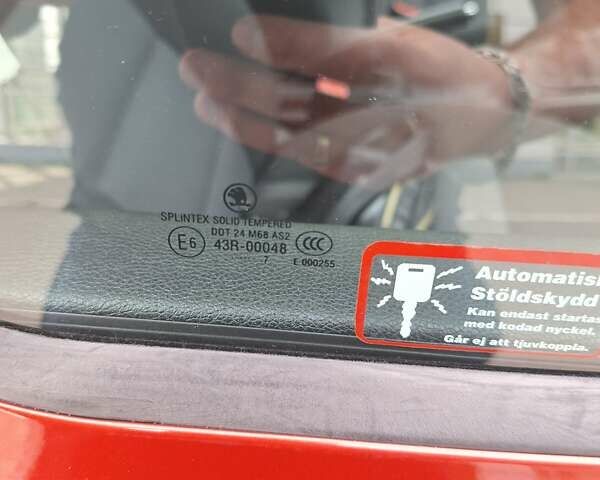 SPLINTEX SOLID TEMPERED
DOT 24 M68 AS2
E6 43R-00048 CCC
7 E 000255
Automatisk
Stöldskydd
Kan endast startas
med kodad nyckel.
Går ej att tjuvkoppla.